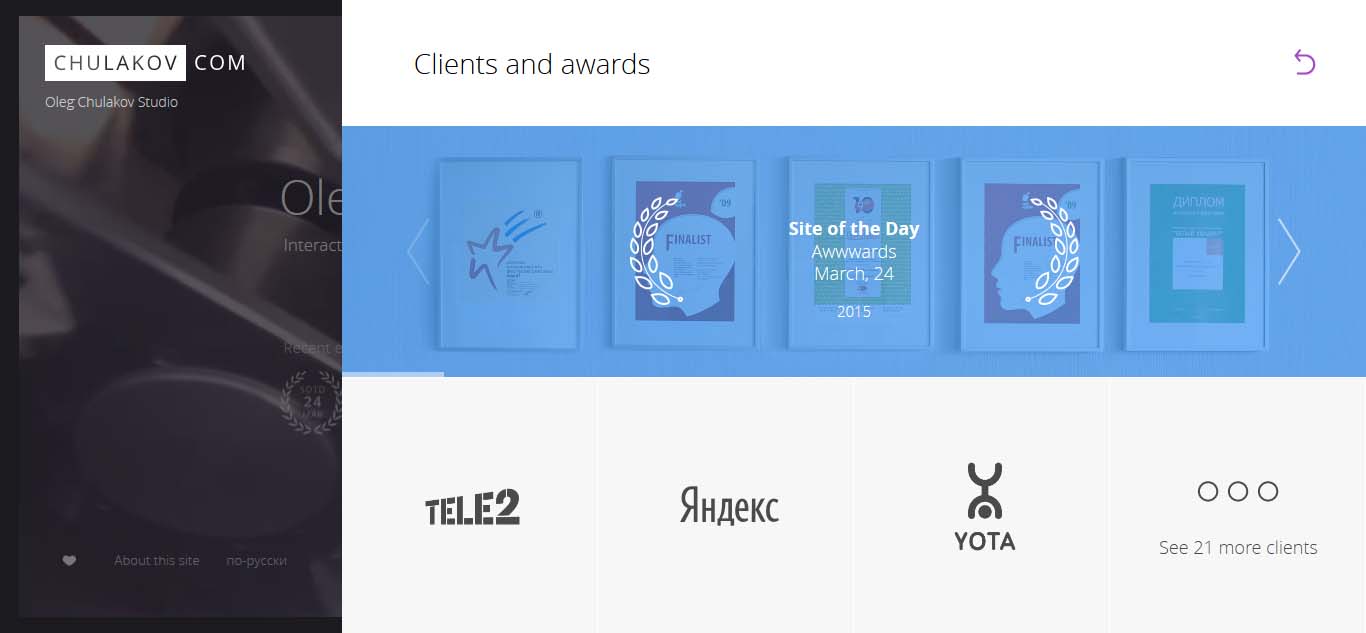 CHULAKOV COM
Oleg Chulakov Studio
Ole
Interact
Recent e
SOTD
24
About this site
по-русски
Clients and awards
FINALIST
'09
Site of the Day
Awwwards
March, 24
2015
FINALIST
'09
ДИПЛОМ
TELE2
Яндекс
YOTA
See 21 more clients